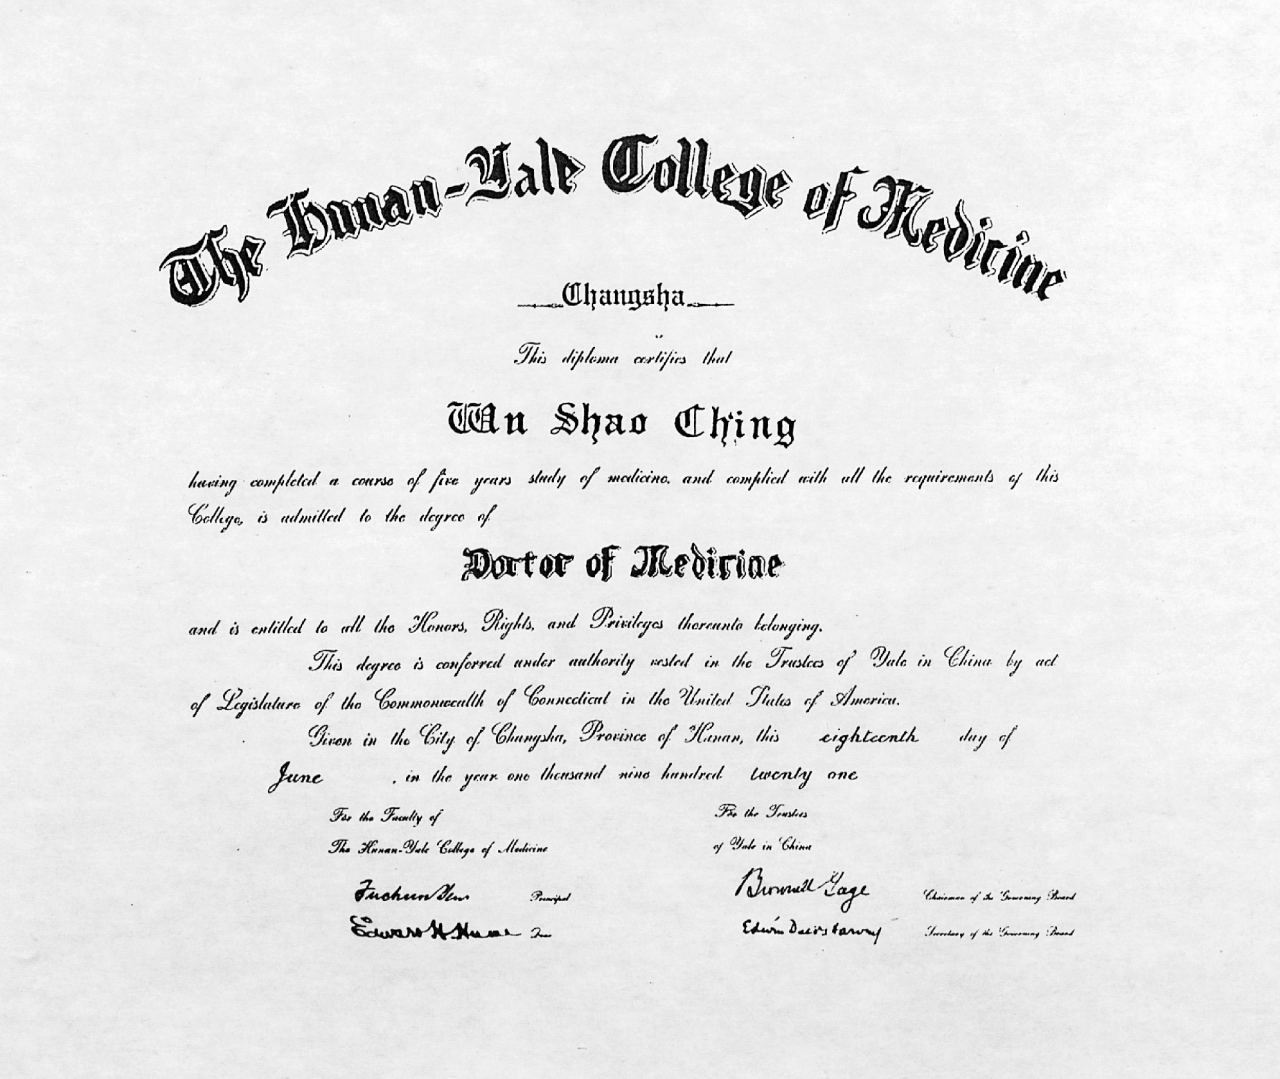 The Hunan-Yale College of Medicine
Changsha
This diploma certifies that
Wu Shao Ch'ing
having completed a course of five years study of medicine, and complied with all the requirements of this
College, is admitted to the degree of
Doctor of Medicine
and is entitled to all the Honors, Rights, and Privileges thereunto belonging.
This degree is conferred under authority vested in the Trustees of Yale in China by act
of Legislature of the Commonwealth of Connecticut in the United States of America.
Given in the City of Changsha, Province of Hunan, this eighteenth day of
June, in the year one thousand nine hundred twenty one
For the Faculty of
The Hunan-Yale College of Medicine
Fuchun Yen Principal
Edward H. Hume Dean
For the Trustees
of Yale in China
Brownell Gage Chairman of the Governing Board
Edwin Davis Harvey Secretary of the Governing Board